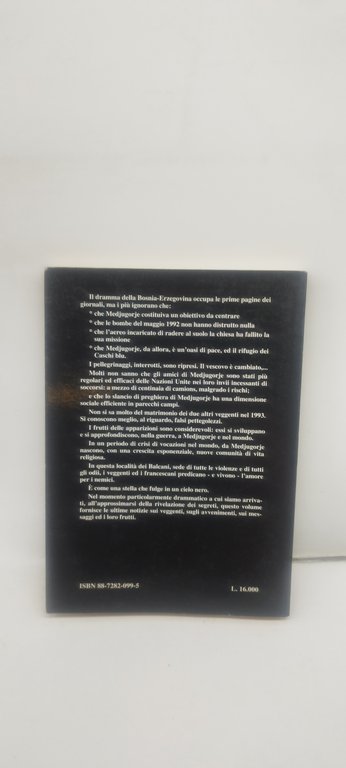 Il dramma della Bosnia-Erzegovina occupa le prime pagine dei
giornali, ma i più ignorano che:
* che Medjugorje costituiva un obiettivo da centrare
* che le bombe del maggio 1992 non hanno distruito nulla
* che l'aereo incaricato di radere al suolo la chiesa ha fallito la
sua missione
* che Medjugorje, da allora, è un'oasi di pace, ed il rifugio dei
Caschi blu.
I pellegrinaggi, interrotti, sono ripresi. Il vescovo è cambiato,...
Molti non sanno che gli amici di Medjugorje sono stati più
regolari ed efficaci delle Nazioni Unite nei loro invii incessanti di
soccorsi: a mezzo di centinaia di camions, malgrado i rischi;
e che lo slancio di preghiera di Medjugorje ha una dimensione
sociale efficiente in parecchi campi.
Non si sa molto del matrimonio dei due altri veggenti nel 1993.
Si conoscono meglio, al riguardo, falsi pettegolezzi.
I frutti delle apparizioni sono considerevoli: essi si sviluppano
e si approfondiscono, nella guerra, a Medjugorje e nel mondo.
In un periodo di crisi di vocazioni nel mondo, da Medjugorje
nascono, con una crescita esponenziale, nuove comunità di vita
religiosa.
In questa località dei Balcani, sede di tutte le violenze e di tutti
gli odii, i veggenti ed i francescani predicano - e vivono - l'amore
per i nemici.
È come una stella che fulge in un cielo nero.
Nel momento particolarmente drammatico a cui siamo arriva-
ti, all'approssimarsi della rivelazione dei segreti, questo volume
fornisce le ultime notizie sui veggenti, sugli avvenimenti, sui mes-
saggi ed i loro frutti.
ISBN 88-7282-099-5
L. 16.000